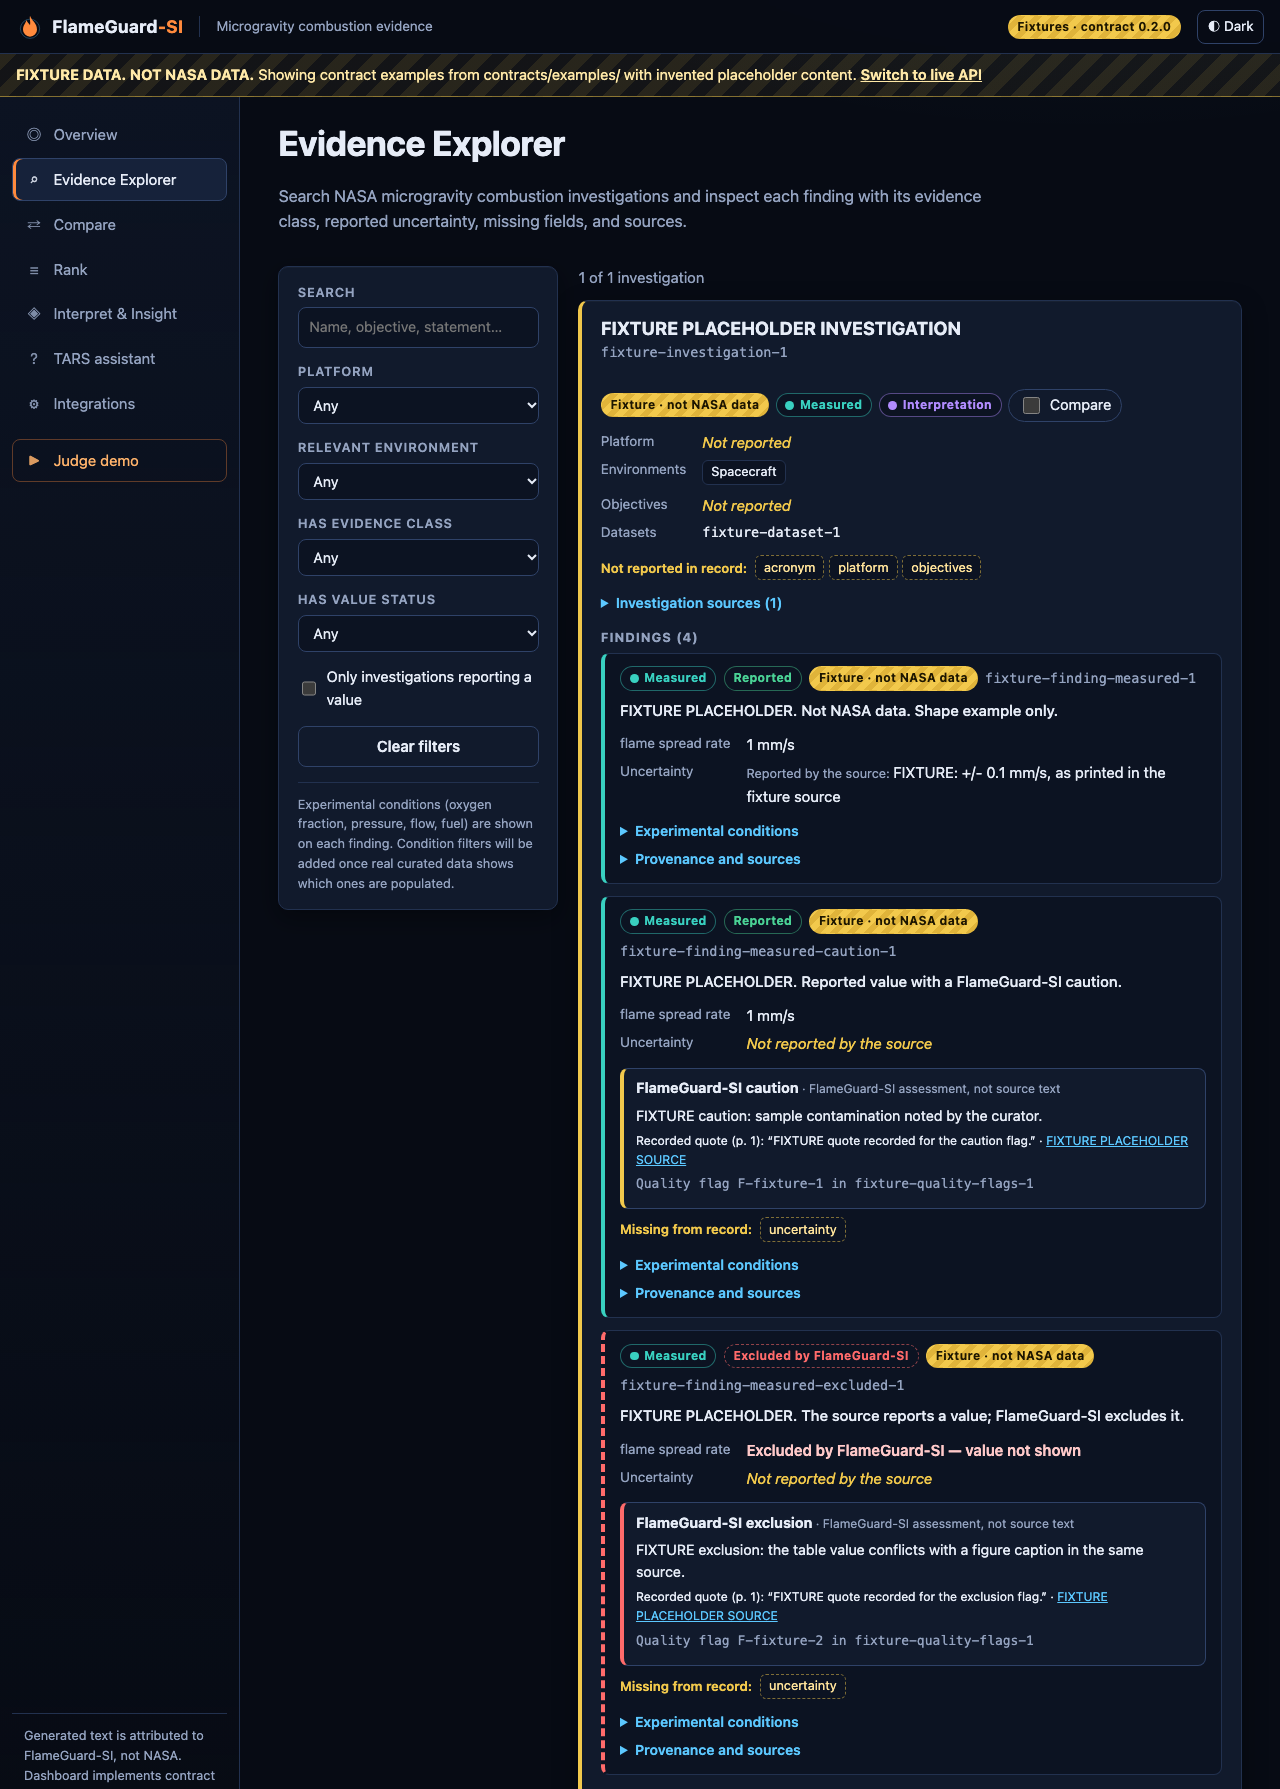 FlameGuard-SI
Microgravity combustion evidence
Fixtures · contract 0.2.0
Dark
FIXTURE DATA. NOT NASA DATA. Showing contract examples from contracts/examples/ with invented placeholder content. Switch to live API
Overview
Evidence Explorer
Compare
Rank
Interpret & Insight
? TARS assistant
Integrations
Judge demo
Generated text is attributed to
FlameGuard-SI, not NASA.
Dashboard implements contract
Evidence Explorer
Search NASA microgravity combustion investigations and inspect each finding with its evidence
class, reported uncertainty, missing fields, and sources.
SEARCH
Name, objective, statement...
PLATFORM
Any
RELEVANT ENVIRONMENT
Any
HAS EVIDENCE CLASS
Any
HAS VALUE STATUS
Any
Only investigations reporting a
value
Clear filters
Experimental conditions (oxygen
fraction, pressure, flow, fuel) are shown
on each finding. Condition filters will be
added once real curated data shows
which ones are populated.
1 of 1 investigation
FIXTURE PLACEHOLDER INVESTIGATION
fixture-investigation-1
Fixture · not NASA data
Measured
Interpretation
Compare
Platform Not reported
Environments Spacecraft
Objectives Not reported
Datasets fixture-dataset-1
Not reported in record: acronym platform objectives
Investigation sources (1)
FINDINGS (4)
Measured Reported Fixture · not NASA data fixture-finding-measured-1
FIXTURE PLACEHOLDER. Not NASA data. Shape example only.
flame spread rate 1 mm/s
Uncertainty Reported by the source: FIXTURE: +/- 0.1 mm/s, as printed in the
fixture source
Experimental conditions
Provenance and sources
Measured Reported Fixture · not NASA data
fixture-finding-measured-caution-1
FIXTURE PLACEHOLDER. Reported value with a FlameGuard-SI caution.
flame spread rate 1 mm/s
Uncertainty Not reported by the source
FlameGuard-SI caution · FlameGuard-SI assessment, not source text
FIXTURE caution: sample contamination noted by the curator.
Recorded quote (p. 1): “FIXTURE quote recorded for the caution flag.” · FIXTURE PLACEHOLDER
SOURCE
Quality flag F-fixture-1 in fixture-quality-flags-1
Missing from record: uncertainty
Experimental conditions
Provenance and sources
Measured Excluded by FlameGuard-SI Fixture · not NASA data
fixture-finding-measured-excluded-1
FIXTURE PLACEHOLDER. The source reports a value; FlameGuard-SI excludes it.
flame spread rate Excluded by FlameGuard-SI — value not shown
Uncertainty Not reported by the source
FlameGuard-SI exclusion · FlameGuard-SI assessment, not source text
FIXTURE exclusion: the table value conflicts with a figure caption in the same
source.
Recorded quote (p. 1): “FIXTURE quote recorded for the exclusion flag.” · FIXTURE
PLACEHOLDER SOURCE
Quality flag F-fixture-2 in fixture-quality-flags-1
Missing from record: uncertainty
Experimental conditions
Provenance and sources